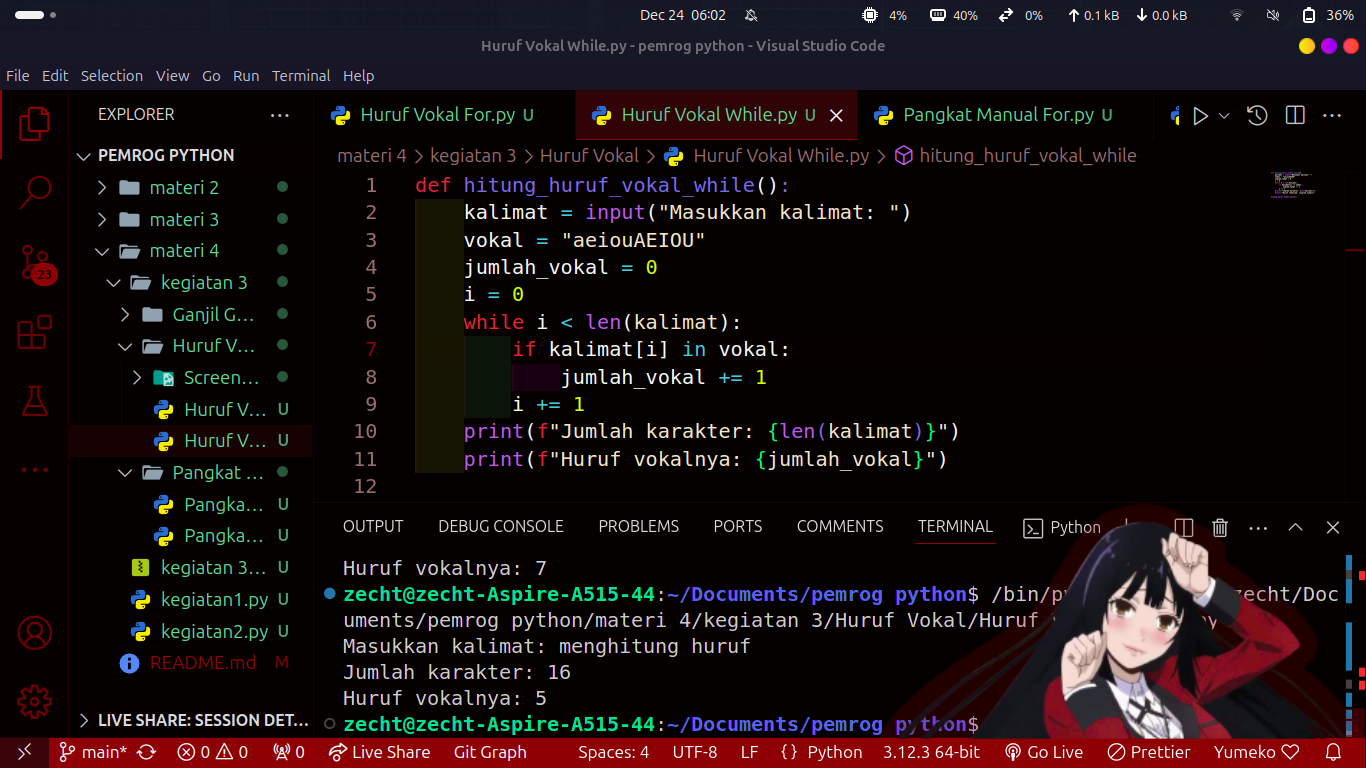 Dec 24 06:02 4% 40% 0% 0.1 kB 0.0 kB 36%
Huruf Vokal While.py - pemrog python - Visual Studio Code
File Edit Selection View Go Run Terminal Help
EXPLORER
PEMROG PYTHON
materi 2
materi 3
materi 4
kegiatan 3
Ganjil G...
Huruf V...
Screen...
Huruf V... U
Huruf V... U
Pangkat ...
Pangka... U
Pangka... U
kegiatan 3... U
kegiatan1.py U
kegiatan2.py U
README.md M
LIVE SHARE: SESSION DET...
23
Huruf Vokal For.py U Huruf Vokal While.py U Pangkat Manual For.py U
materi 4 > kegiatan 3 > Huruf Vokal > Huruf Vokal While.py > hitung_huruf_vokal_while
1 def hitung_huruf_vokal_while():
2 kalimat = input("Masukkan kalimat: ")
3 vokal = "aeiouAEIOU"
4 jumlah_vokal = 0
5 i = 0
6 while i < len(kalimat):
7 if kalimat[i] in vokal:
8 jumlah_vokal += 1
9 i += 1
10 print(f"Jumlah karakter: {len(kalimat)}")
11 print(f"Huruf vokalnya: {jumlah_vokal}")
12
OUTPUT DEBUG CONSOLE PROBLEMS PORTS COMMENTS TERMINAL Python
Huruf vokalnya: 7
zecht@zecht-Aspire-A515-44:~/Documents/pemrog python$ /bin/py zecht/Doc
uments/pemrog python/materi 4/kegiatan 3/Huruf Vokal/Huruf
Masukkan kalimat: menghitung huruf
Jumlah karakter: 16
Huruf vokalnya: 5
zecht@zecht-Aspire-A515-44:~/Documents/pemrog python$
main* 0 0 0 Live Share Git Graph Spaces: 4 UTF-8 LF {} Python 3.12.3 64-bit Go Live Prettier Yumeko ♡